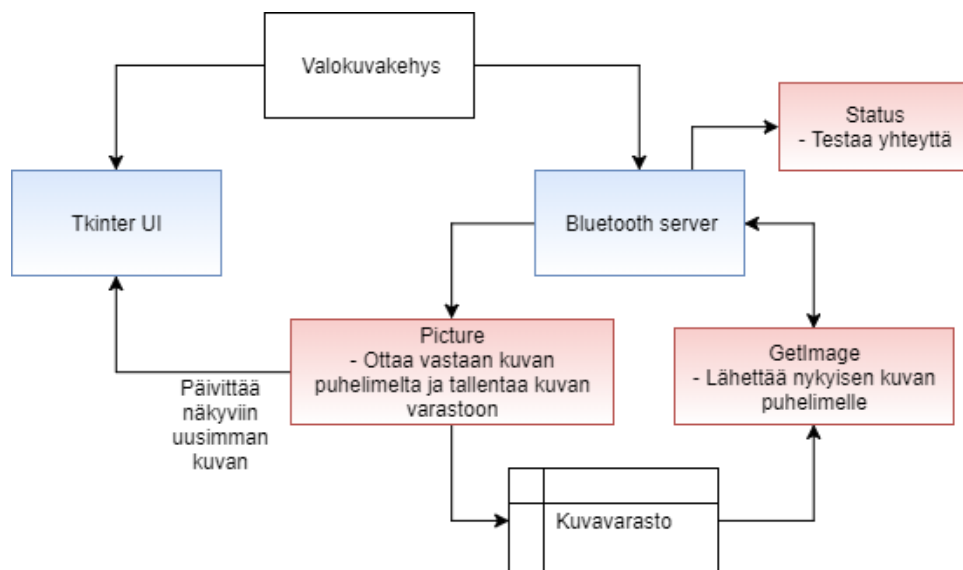 Valokuvakehys
Status
- Testaa yhteyttä
Tkinter UI
Bluetooth server
Picture
- Ottaa vastaan kuvan
puhelimelta ja tallentaa kuvan
varastoon
GetImage
- Lähettää nykyisen kuvan
puhelimelle
Päivittää
näkyviin
uusimman
kuvan
Kuvavarasto